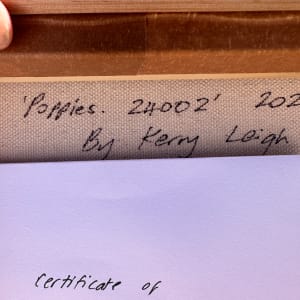 'Poppies. 24002' 202
By Kerry Leigh
Certificate of